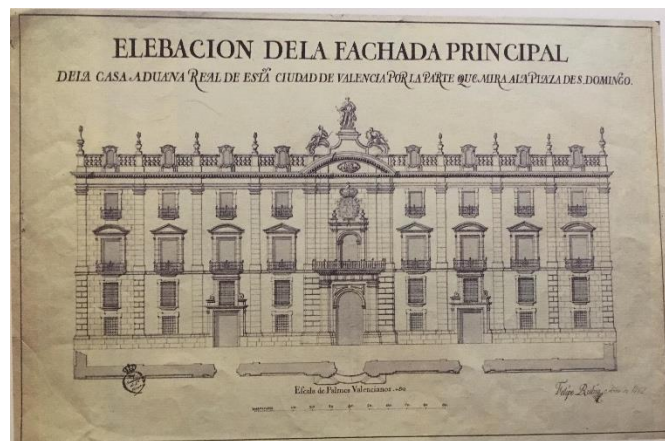 ELEBACION DELA FACHADA PRINCIPAL
DELA CASA ADUANA REAL DE ESTA CIUDAD DE VALENCIA POR LA PARTE QUE MIRA ALA PLAZA DE S. DOMINGO.
Escala de Palmos Valencianos
Felipe Rubio